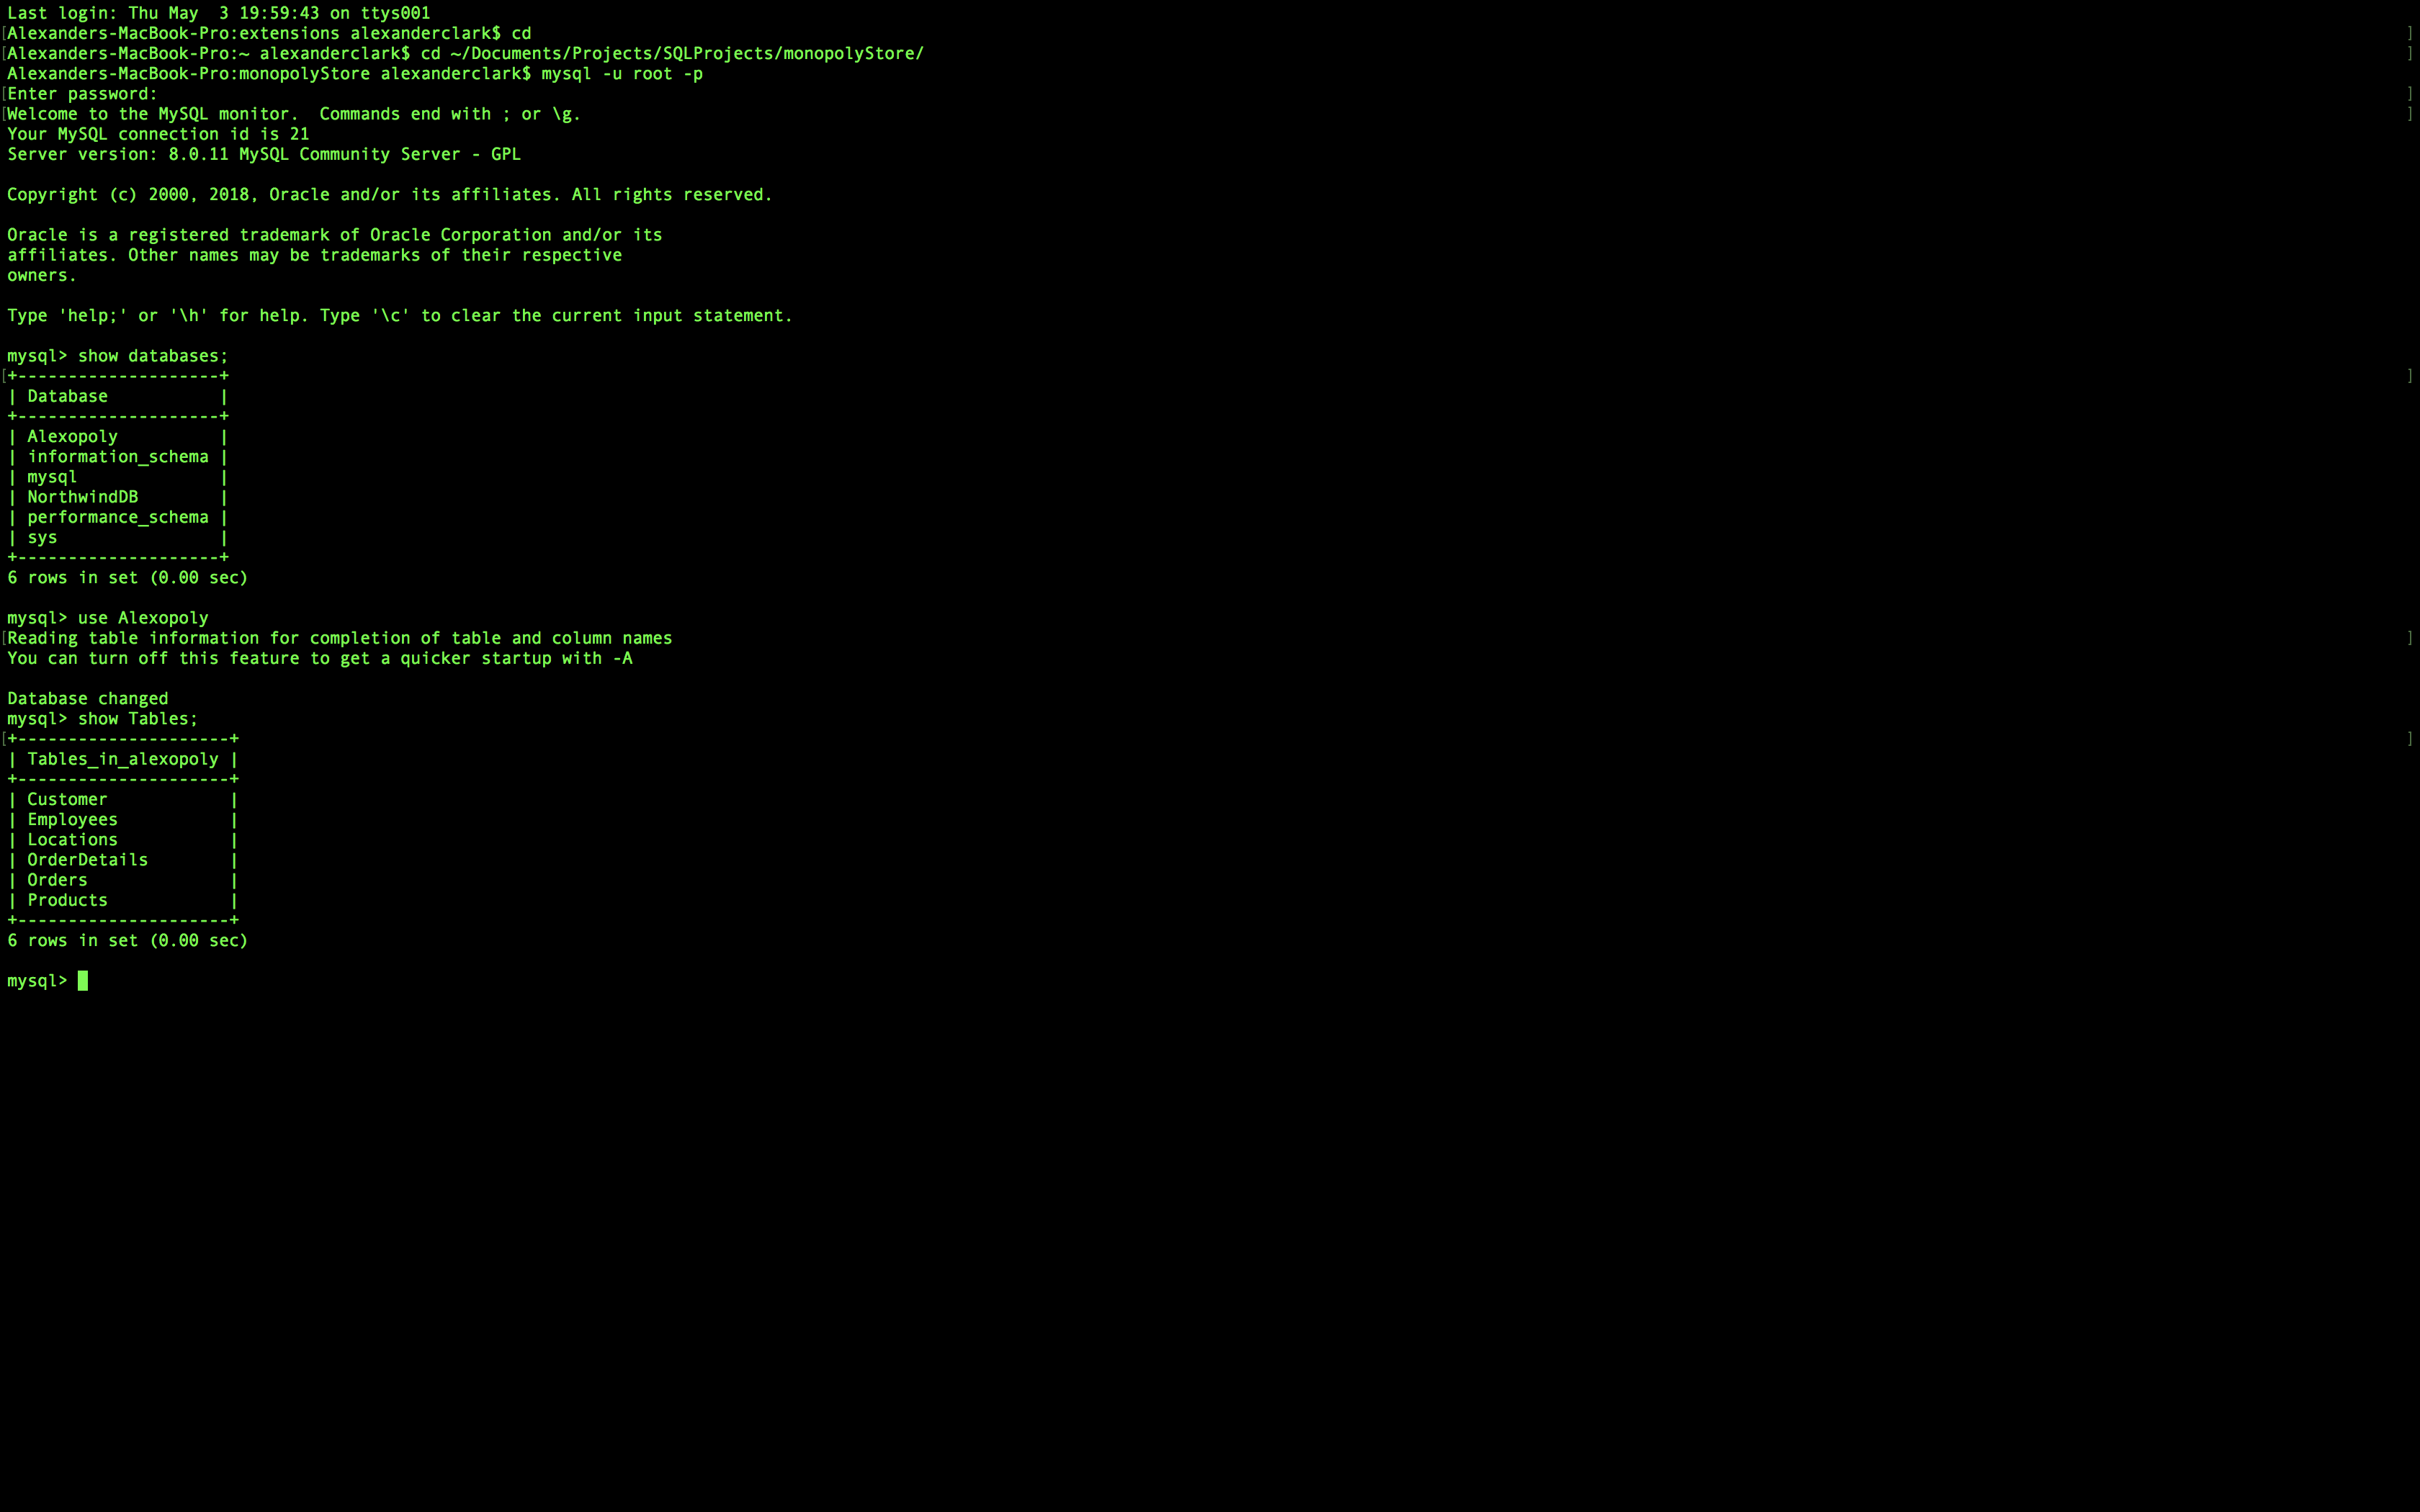 Last login: Thu May  3 19:59:43 on ttys001
[Alexanders-MacBook-Pro:extensions alexanderclark$ cd ]
[Alexanders-MacBook-Pro:~ alexanderclark$ cd ~/Documents/Projects/SQLProjects/monopolyStore/ ]
Alexanders-MacBook-Pro:monopolyStore alexanderclark$ mysql -u root -p
[Enter password: ]
[Welcome to the MySQL monitor.  Commands end with ; or \g. ]
Your MySQL connection id is 21
Server version: 8.0.11 MySQL Community Server - GPL

Copyright (c) 2000, 2018, Oracle and/or its affiliates. All rights reserved.

Oracle is a registered trademark of Oracle Corporation and/or its
affiliates. Other names may be trademarks of their respective
owners.

Type 'help;' or '\h' for help. Type '\c' to clear the current input statement.

mysql> show databases;
[+--------------------+ ]
| Database           |
+--------------------+
| Alexopoly          |
| information_schema |
| mysql              |
| NorthwindDB        |
| performance_schema |
| sys                |
+--------------------+
6 rows in set (0.00 sec)

mysql> use Alexopoly
[Reading table information for completion of table and column names ]
You can turn off this feature to get a quicker startup with -A

Database changed
mysql> show Tables;
[+---------------------+ ]
| Tables_in_alexopoly |
+---------------------+
| Customer            |
| Employees           |
| Locations           |
| OrderDetails        |
| Orders              |
| Products            |
+---------------------+
6 rows in set (0.00 sec)

mysql>